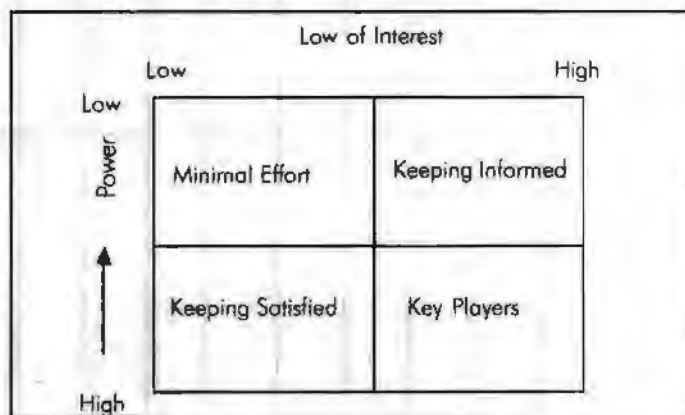 Low of Interest
Low High
Low
Power
Minimal Effort Keeping Informed
Keeping Satisfied Key Players
High